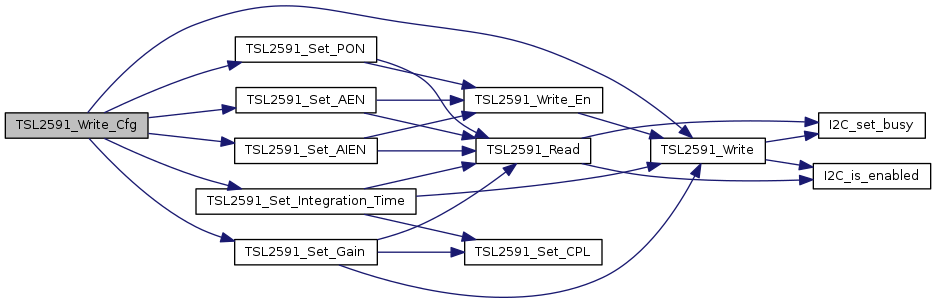 TSL2591_Write_Cfg
TSL2591_Set_PON
TSL2591_Set_AEN
TSL2591_Set_AIEN
TSL2591_Set_Integration_Time
TSL2591_Set_Gain
TSL2591_Write_En
TSL2591_Read
TSL2591_Set_CPL
TSL2591_Write
I2C_set_busy
I2C_is_enabled